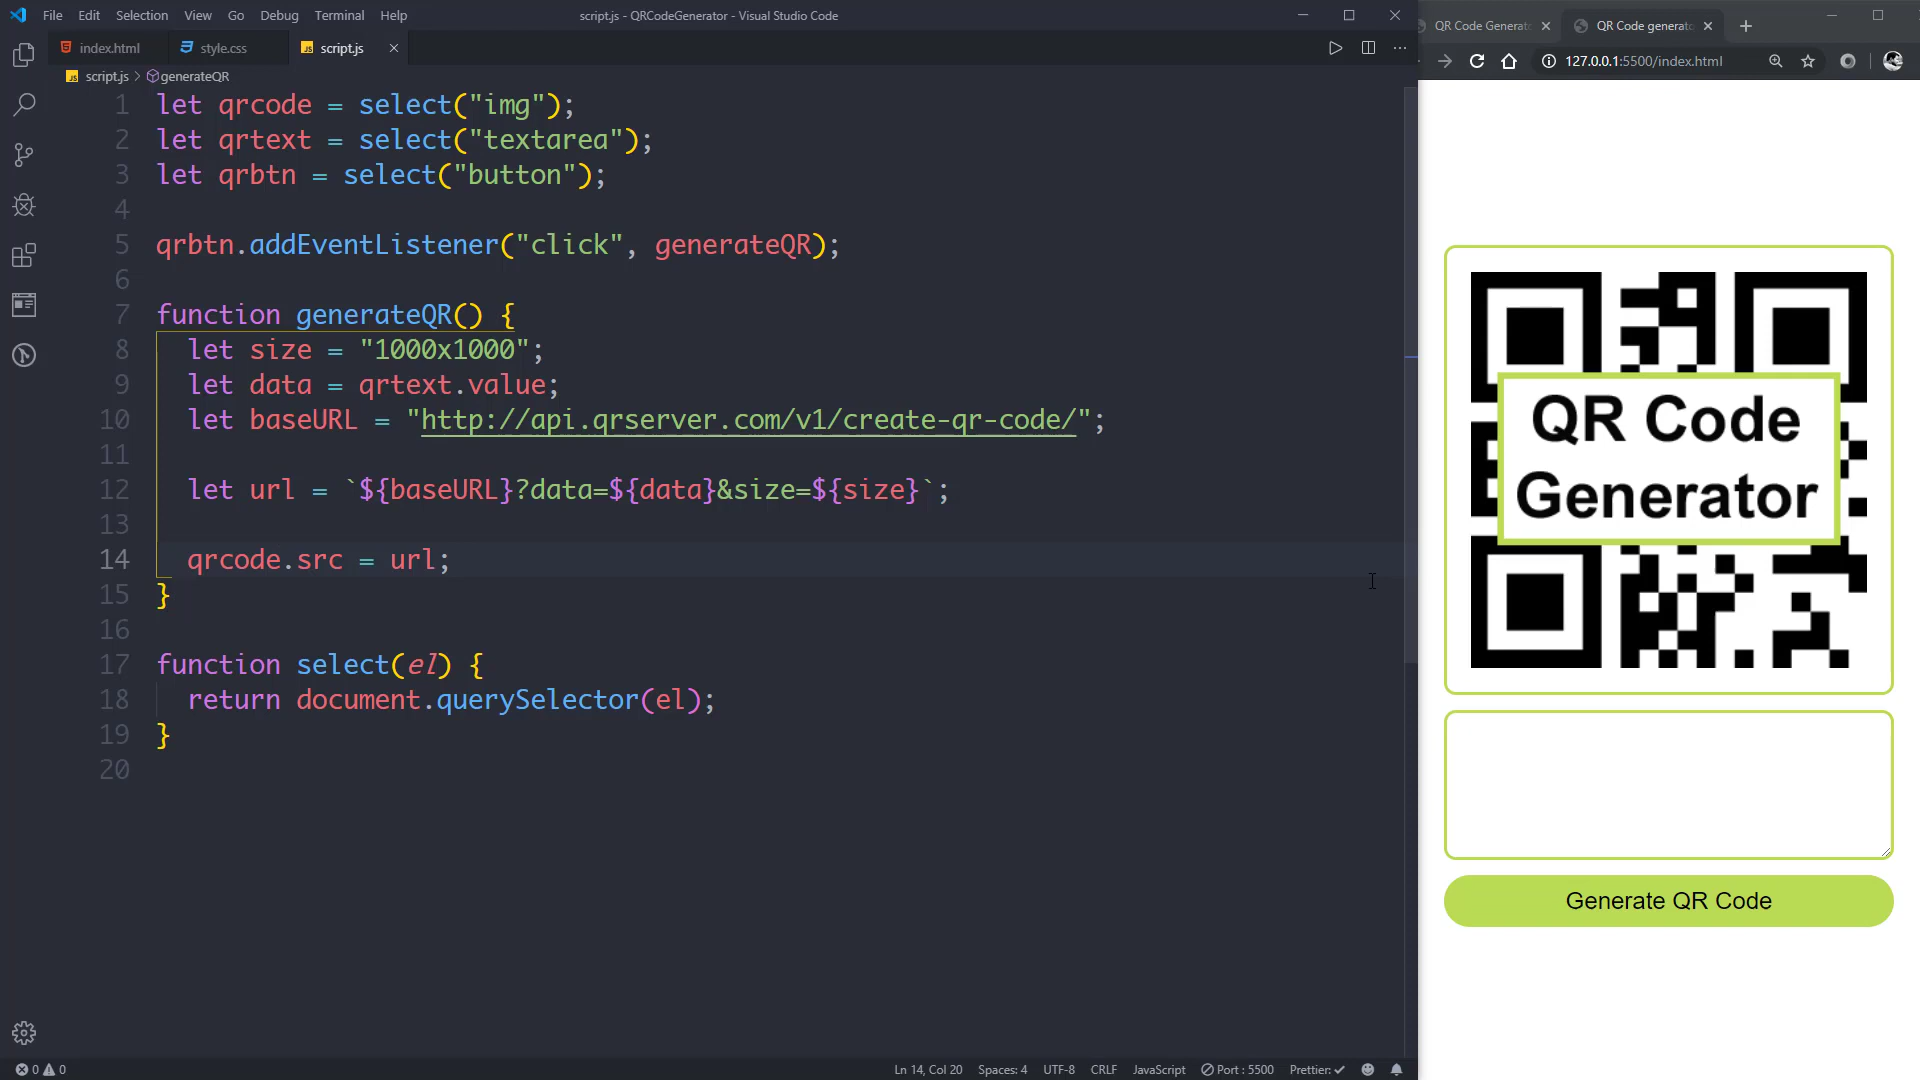 File Edit Selection View Go Debug Terminal Help
script.js - QRCodeGenerator - Visual Studio Code
index.html style.css script.js
script.js > generateQR
1 let qrcode = select("img");
2 let qrtext = select("textarea");
3 let qrbtn = select("button");
4
5 qrbtn.addEventListener("click", generateQR);
6
7 function generateQR() {
8 let size = "1000x1000";
9 let data = qrtext.value;
10 let baseURL = "http://api.qrserver.com/v1/create-qr-code/";
11
12 let url = `${baseURL}?data=${data}&size=${size}`;
13
14 qrcode.src = url;
15 }
16
17 function select(el) {
18 return document.querySelector(el);
19 }
20
0 0
Ln 14, Col 20 Spaces: 4 UTF-8 CRLF JavaScript Port : 5500 Prettier: ✓
QR Code Generat QR Code generato
127.0.0.1:5500/index.html
QR Code
Generator
Generate QR Code